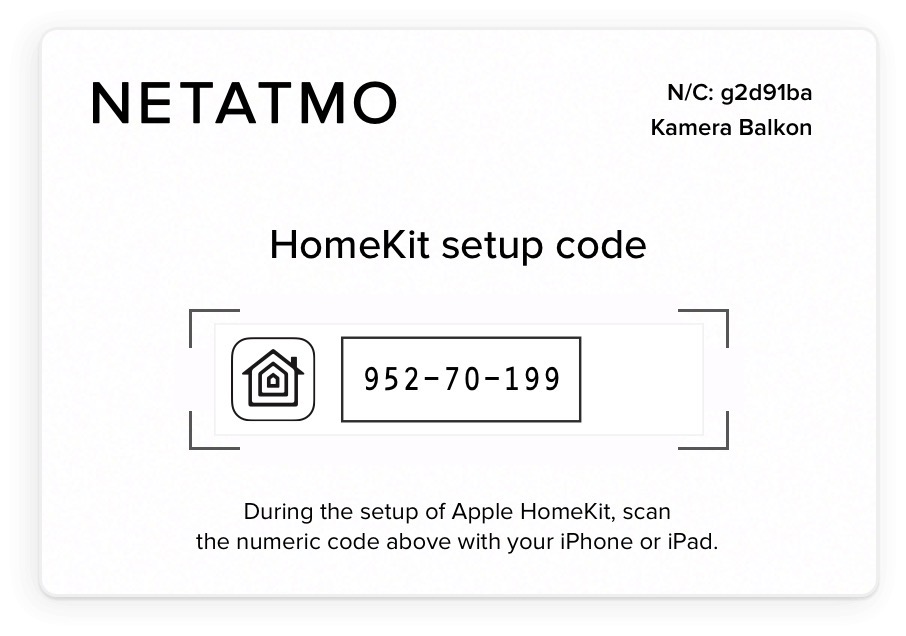 NETATMO
N/C: g2d91ba
Kamera Balkon
HomeKit setup code
952-70-199
During the setup of Apple HomeKit, scan
the numeric code above with your iPhone or iPad.